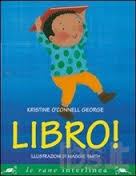 KRISTINE O'CONNELL GEORGE
LIBRO!
ILLUSTRAZIONI DI MAGGIE SMITH
le rane interlinea